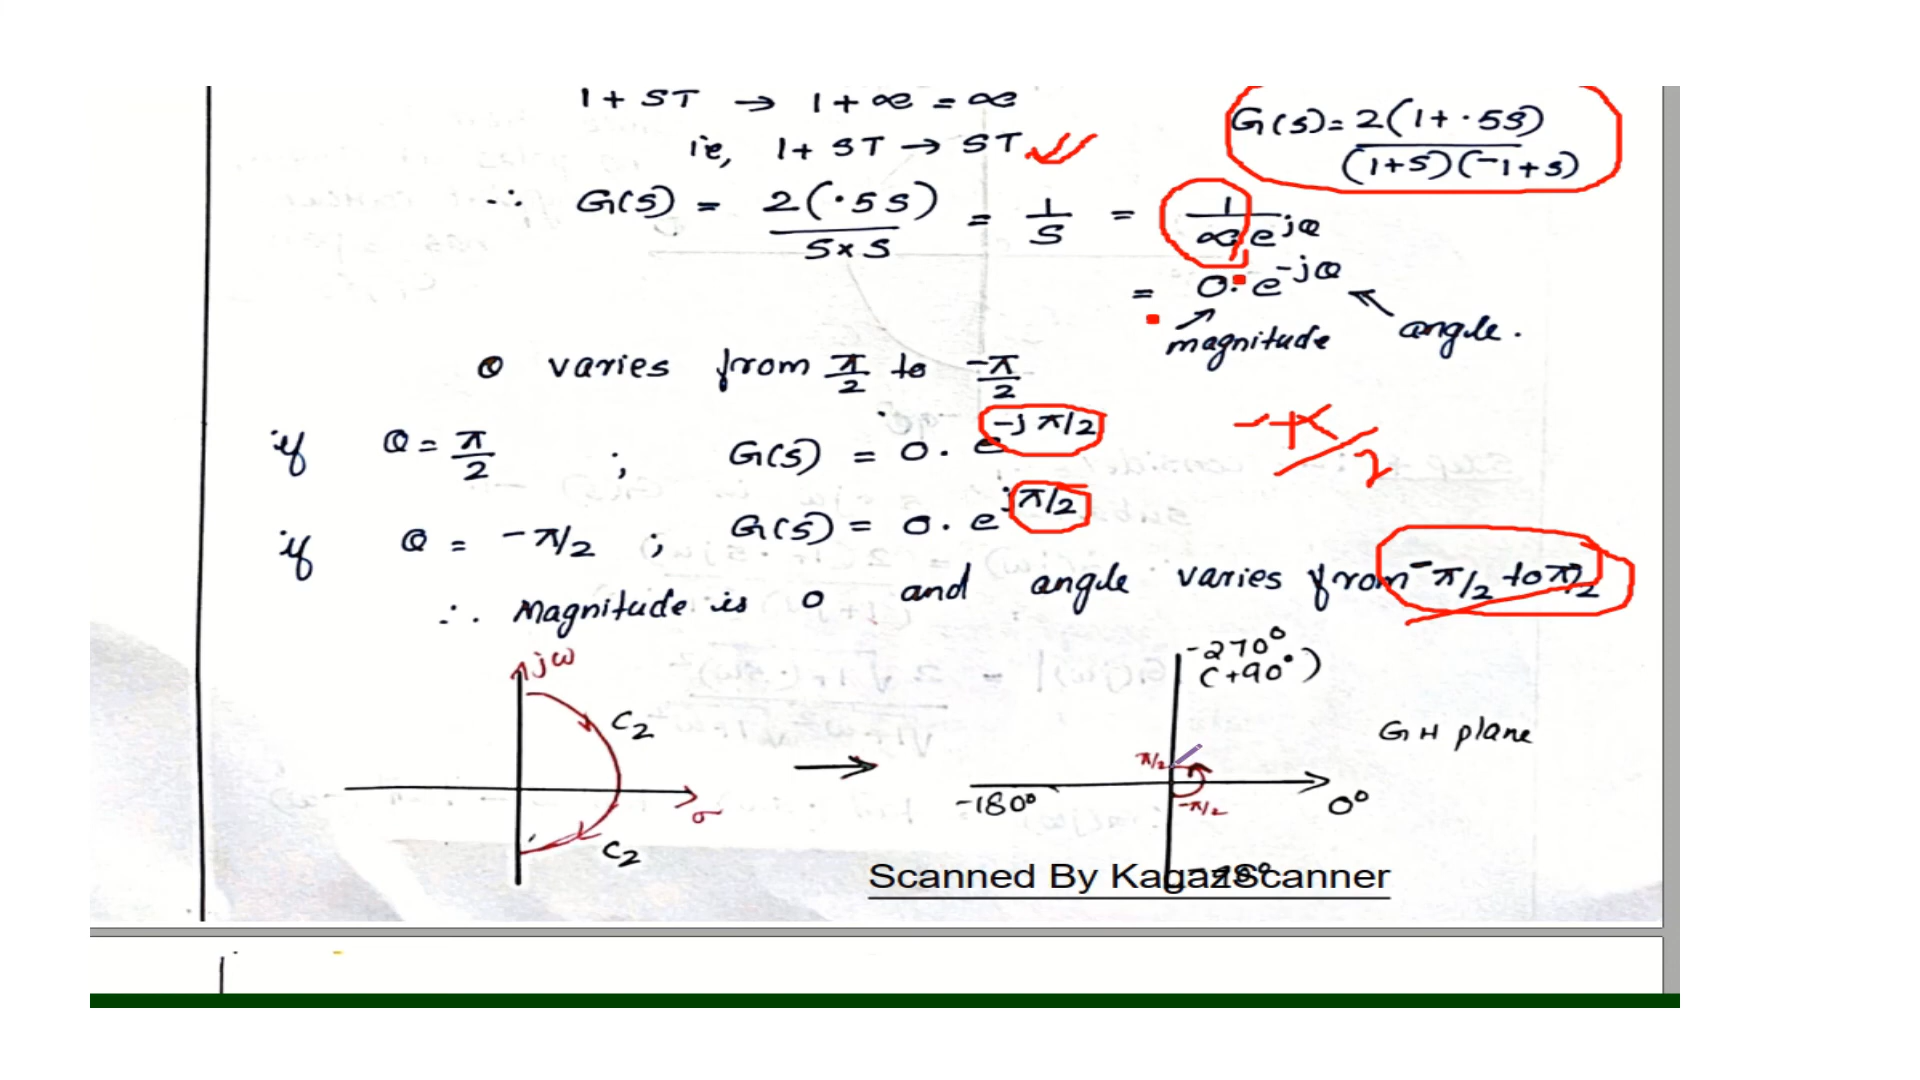 1 + ST → 1 + ∞ = ∞
ie, 1 + ST → ST
G(s) = 2(1+.5s) / (1+s)(-1+s)
∴ G(s) = 2(.5s) / s×s = 1/s = 1/∞.e^jθ
= 0.e^-jθ
magnitude angle.
θ varies from π/2 to -π/2
if θ = π/2 ; G(s) = 0. e^-jπ/2
-π/2
if θ = -π/2 ; G(s) = 0. e^jπ/2
∴ Magnitude is 0 and angle varies from -π/2 to π/2
jω
C2
σ
C2
-270°
(+90°)
GH plane
π/2
-180°
-π/2
0°
Scanned By KagazScanner